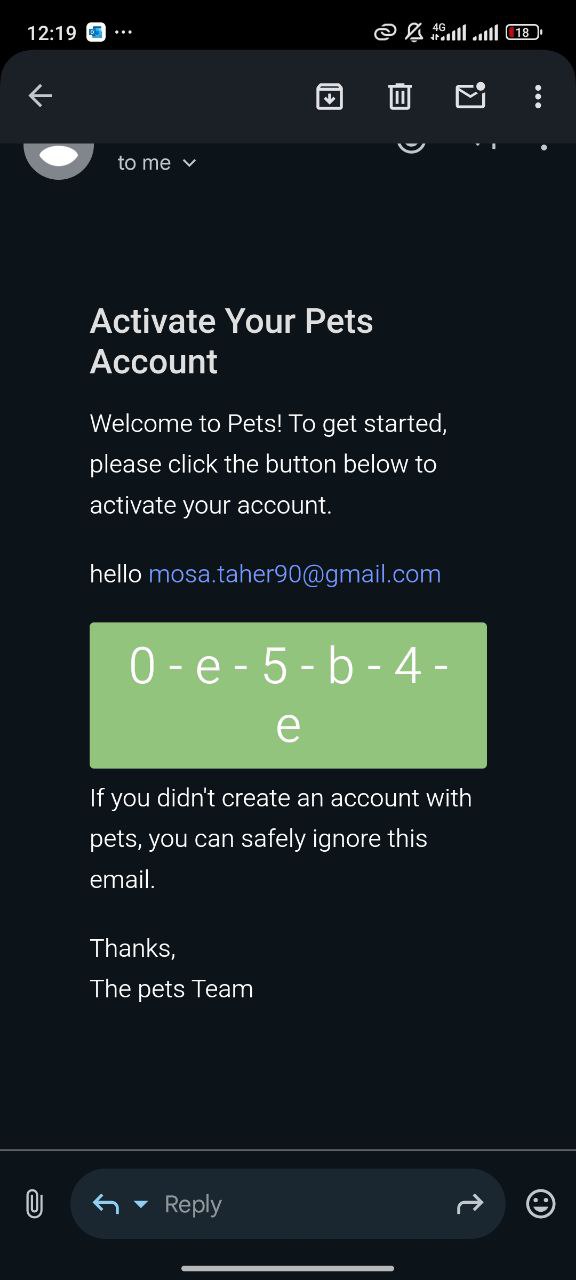 12:19
4G
18
to me
Activate Your Pets
Account
Welcome to Pets! To get started,
please click the button below to
activate your account.
hello mosa.taher90@gmail.com
0 - e - 5 - b - 4 -
e
If you didn't create an account with
pets, you can safely ignore this
email.
Thanks,
The pets Team
Reply